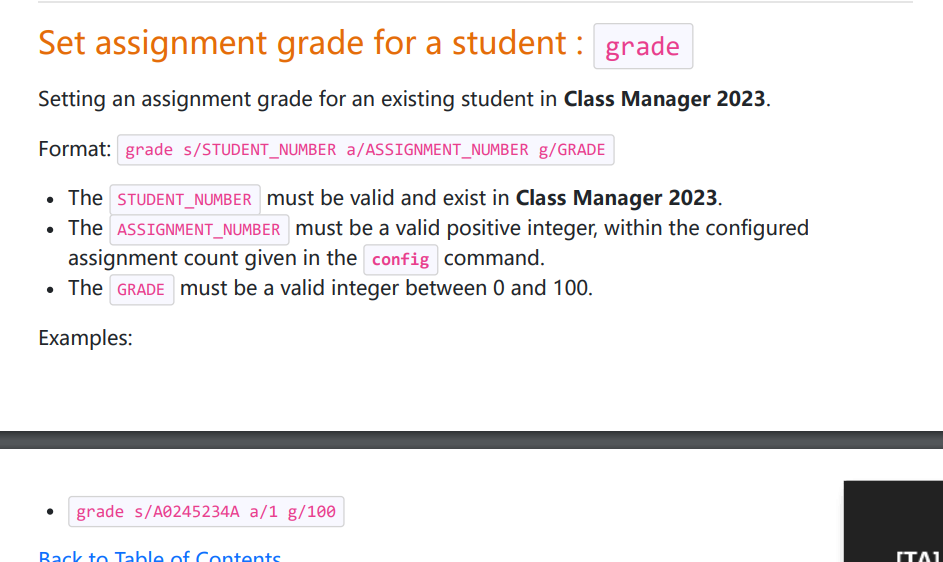 Set assignment grade for a student : grade
Setting an assignment grade for an existing student in Class Manager 2023.
Format: grade s/STUDENT_NUMBER a/ASSIGNMENT_NUMBER g/GRADE
• The STUDENT_NUMBER must be valid and exist in Class Manager 2023.
• The ASSIGNMENT_NUMBER must be a valid positive integer, within the configured
assignment count given in the config command.
• The GRADE must be a valid integer between 0 and 100.
Examples:
• grade s/A0245234A a/1 g/100
Back to Table of Contents
[TA]